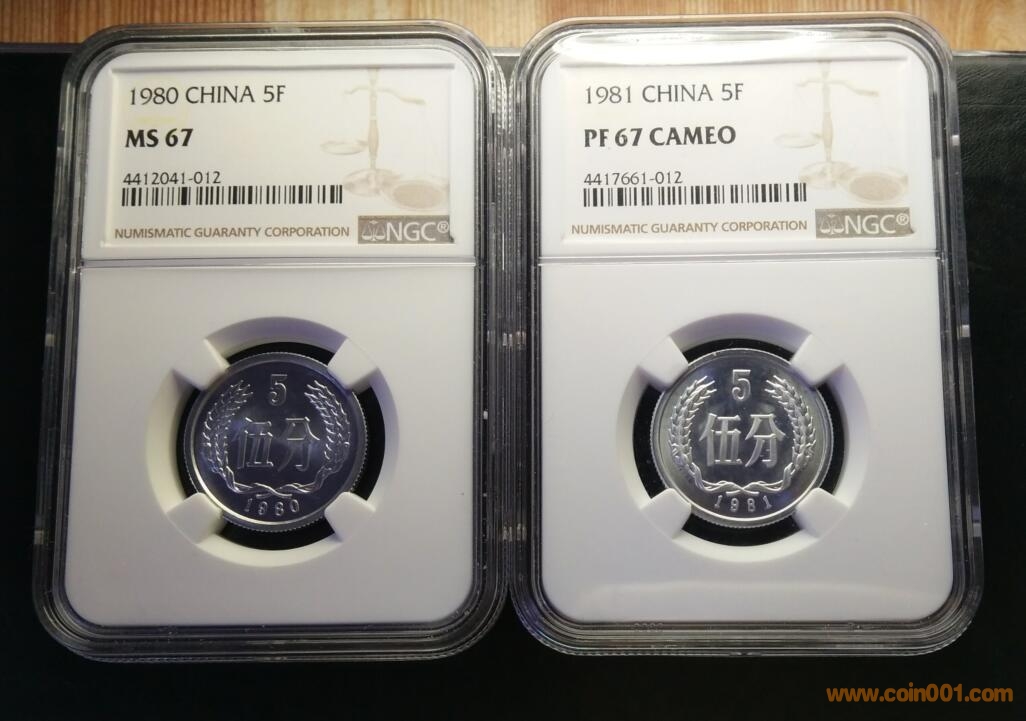 1980 CHINA 5F
MS 67
4412041-012
NUMISMATIC GUARANTY CORPORATION
NGC®
5
伍分
1980
1981 CHINA 5F
PF 67 CAMEO
4417661-012
NUMISMATIC GUARANTY CORPORATION
NGC®
5
伍分
1981
www.coin001.com